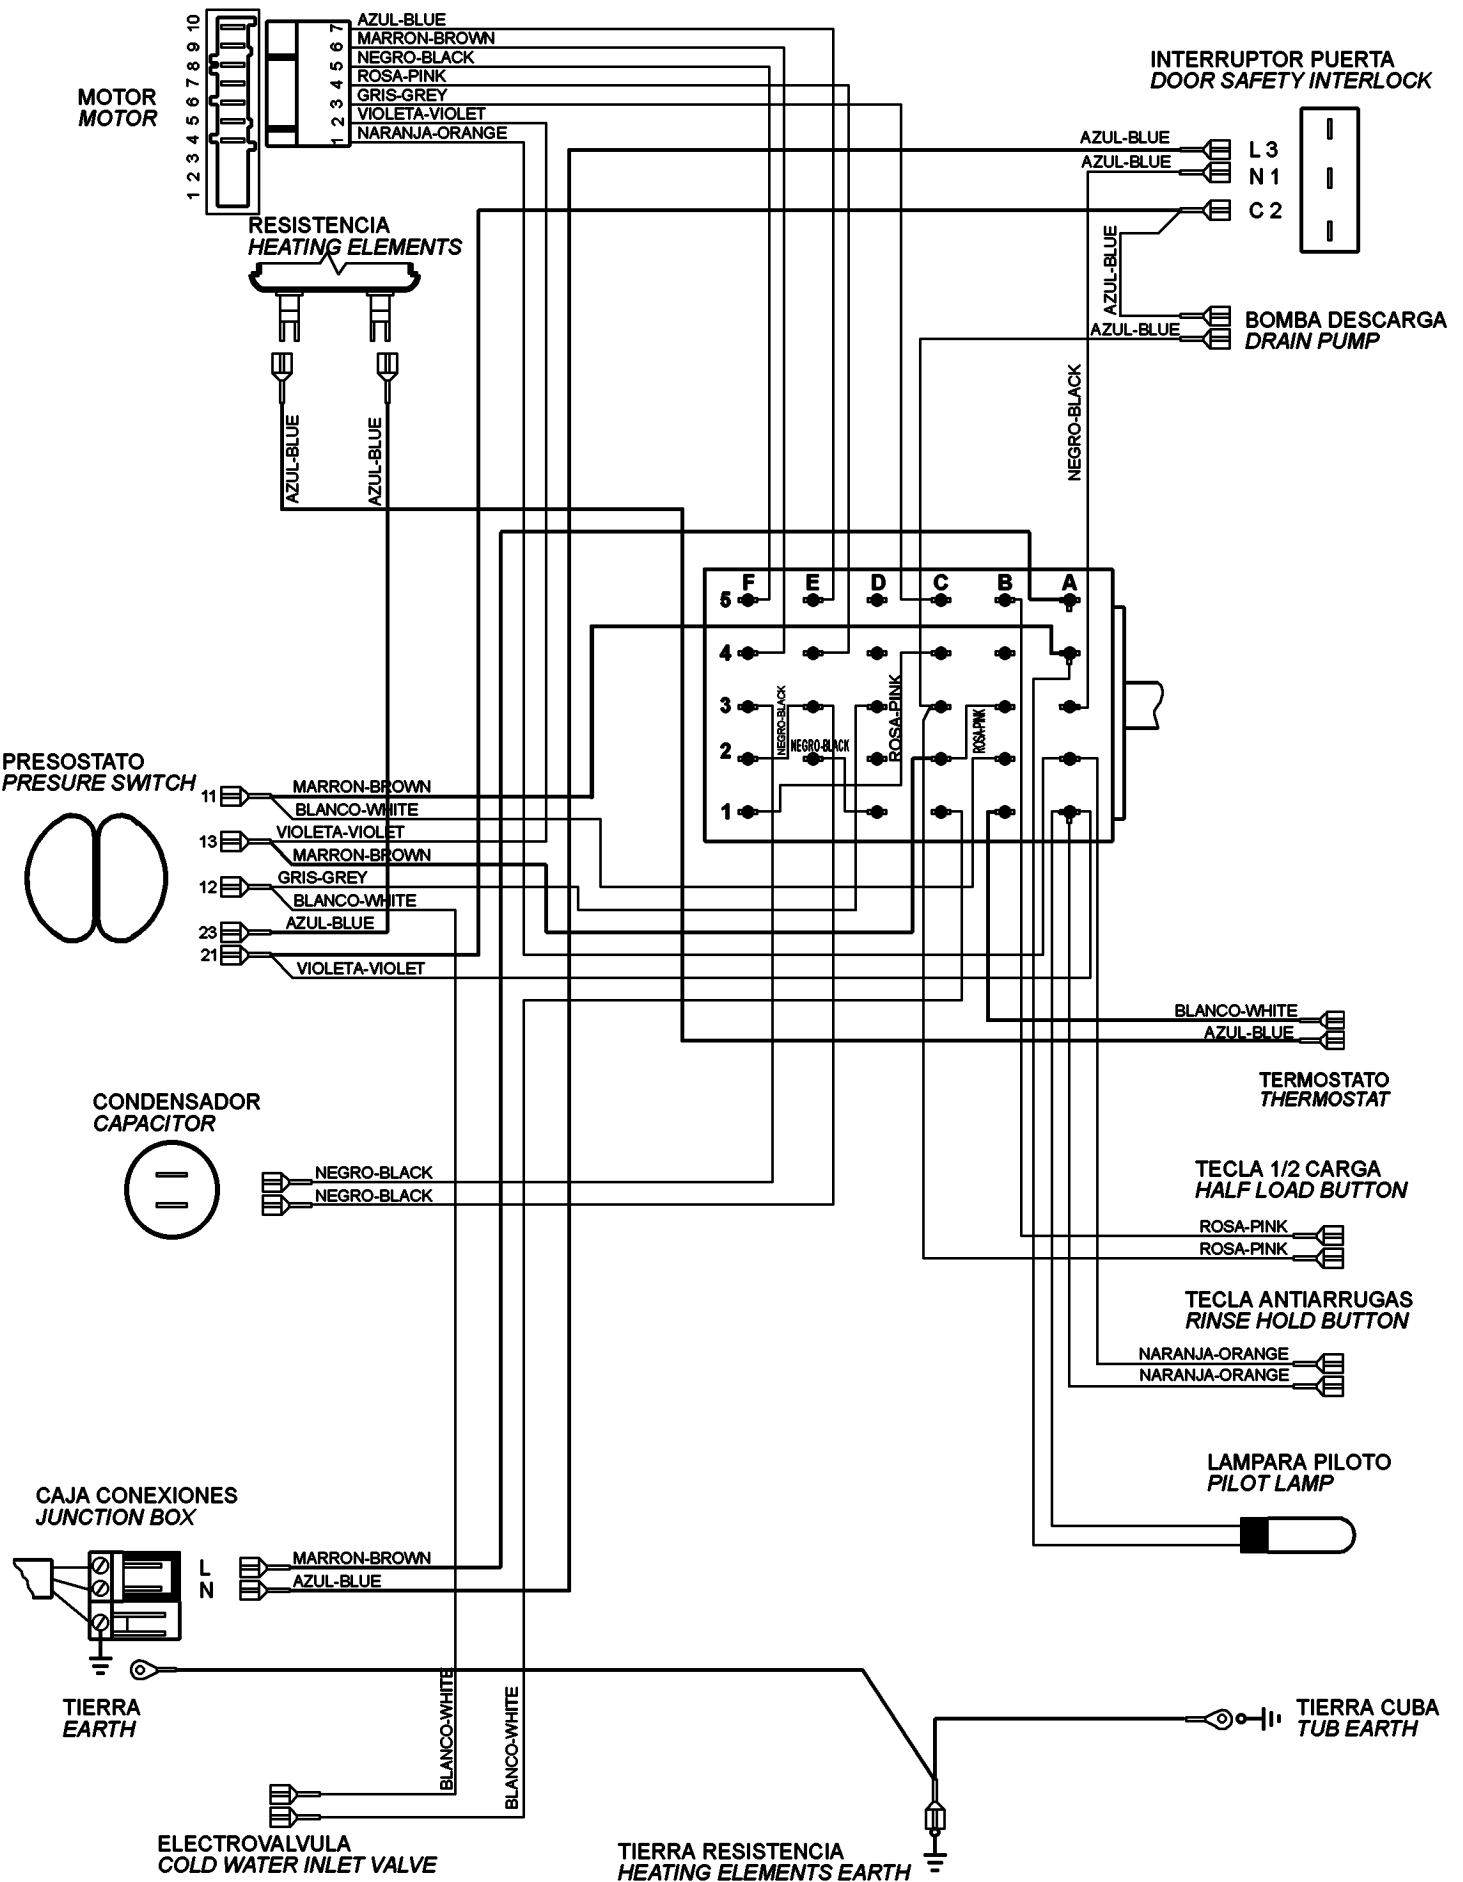 AZUL-BLUE
MARRON-BROWN
NEGRO-BLACK
ROSA-PINK
GRIS-GREY
VIOLETA-VIOLET
NARANJA-ORANGE
10
9
8
7
6
5
4
3
2
1
7
6
5
4
3
2
1
MOTOR
MOTOR
INTERRUPTOR PUERTA
DOOR SAFETY INTERLOCK
AZUL-BLUE
L 3
AZUL-BLUE
N 1
C 2
AZUL-BLUE
RESISTENCIA
HEATING ELEMENTS
BOMBA DESCARGA
DRAIN PUMP
AZUL-BLUE
NEGRO-BLACK
AZUL-BLUE
AZUL-BLUE
F E D C B A
5
4
3
2
1
NEGRO-BLACK
NEGRO-BLACK
ROSA-PINK
ROSA-PINK
PRESOSTATO
PRESURE SWITCH
11
MARRON-BROWN
BLANCO-WHITE
13
VIOLETA-VIOLET
MARRON-BROWN
12
GRIS-GREY
BLANCO-WHITE
23
AZUL-BLUE
21
VIOLETA-VIOLET
BLANCO-WHITE
AZUL-BLUE
TERMOSTATO
THERMOSTAT
CONDENSADOR
CAPACITOR
NEGRO-BLACK
NEGRO-BLACK
TECLA 1/2 CARGA
HALF LOAD BUTTON
ROSA-PINK
ROSA-PINK
TECLA ANTIARRUGAS
RINSE HOLD BUTTON
NARANJA-ORANGE
NARANJA-ORANGE
LAMPARA PILOTO
PILOT LAMP
CAJA CONEXIONES
JUNCTION BOX
L
MARRON-BROWN
N
AZUL-BLUE
TIERRA
EARTH
BLANCO-WHITE
BLANCO-WHITE
TIERRA CUBA
TUB EARTH
ELECTROVALVULA
COLD WATER INLET VALVE
TIERRA RESISTENCIA
HEATING ELEMENTS EARTH